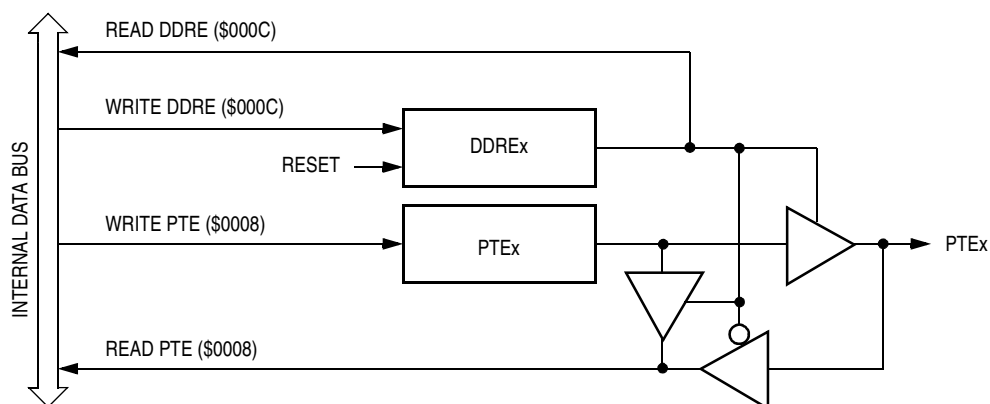 READ DDRE ($000C)
WRITE DDRE ($000C)
DDREx
RESET
INTERNAL DATA BUS
WRITE PTE ($0008)
PTEx
PTEx
READ PTE ($0008)